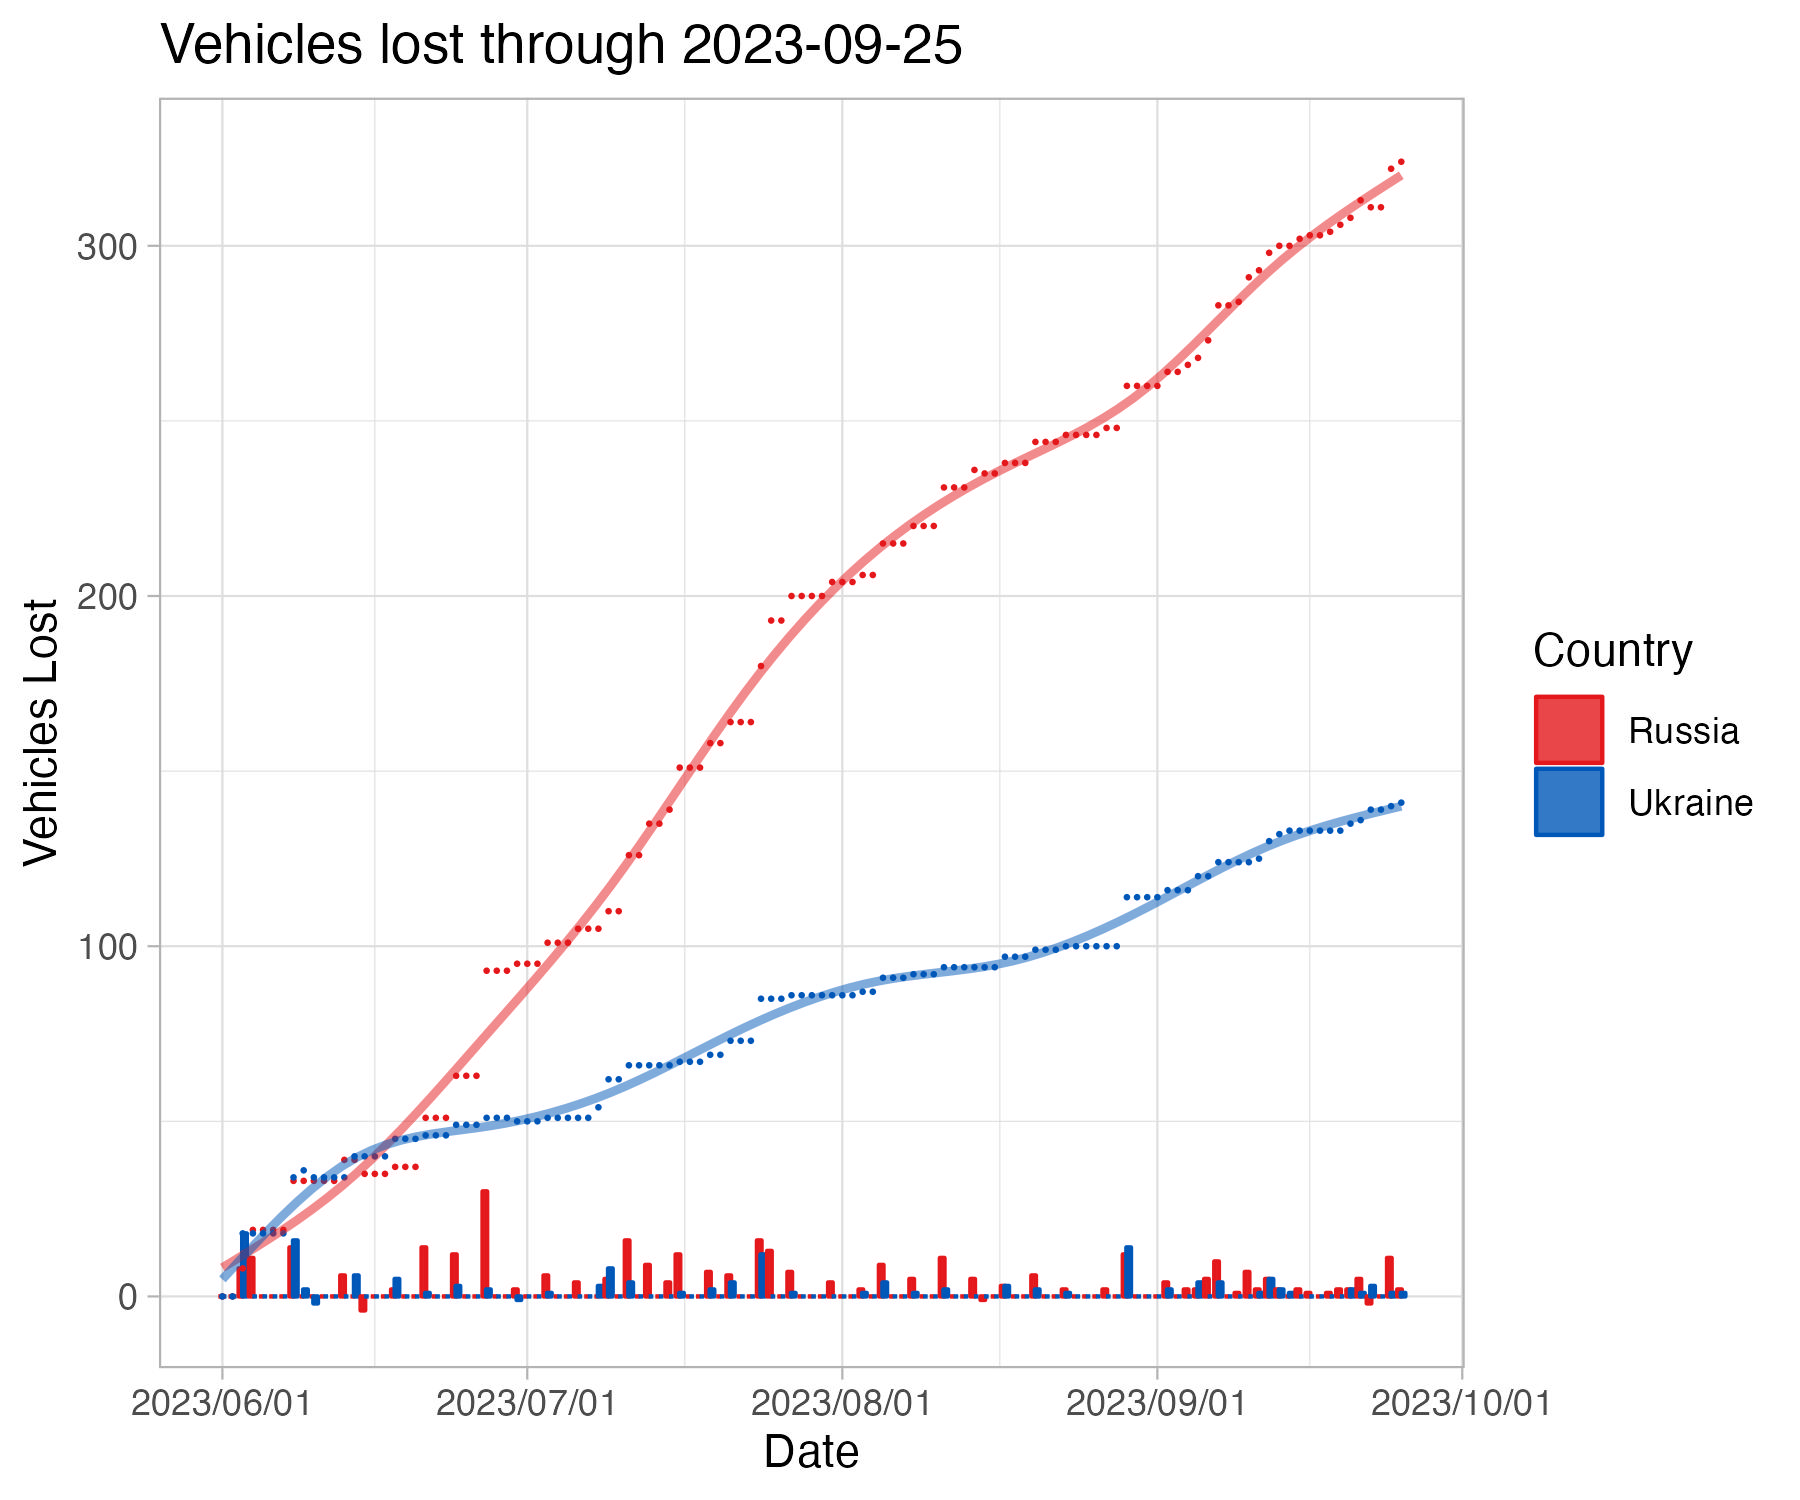 Vehicles lost through 2023-09-25
Vehicles Lost
300
200
100
0
2023/06/01
2023/07/01
2023/08/01
2023/09/01
2023/10/01
Date
Country
Russia
Ukraine